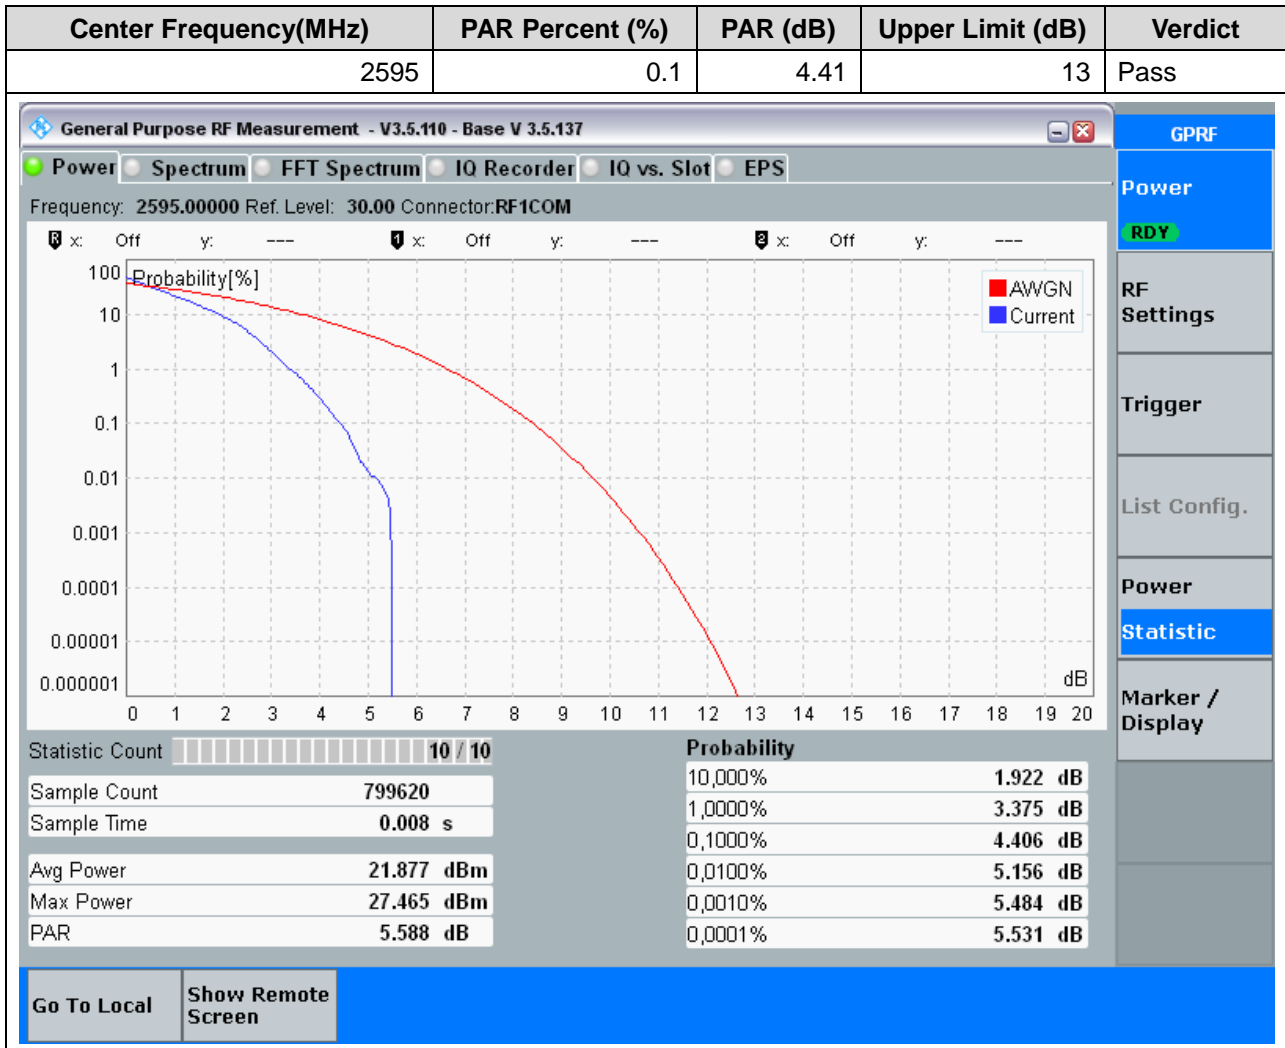 Center Frequency(MHz) PAR Percent (%) PAR (dB) Upper Limit (dB) Verdict
2595 0.1 4.41 13 Pass
General Purpose RF Measurement - V3.5.110 - Base V 3.5.137
GPRF
Power Spectrum FFT Spectrum IQ Recorder IQ vs. Slot EPS
Frequency: 2595.00000 Ref. Level: 30.00 Connector:RF1COM
R x: Off y: --- 1 x: Off y: --- 2 x: Off y: ---
Probability[%]
AWGN
Current
100
10
1
0.1
0.01
0.001
0.0001
0.00001
0.000001
dB
0 1 2 3 4 5 6 7 8 9 10 11 12 13 14 15 16 17 18 19 20
Statistic Count 10 / 10
Sample Count 799620
Sample Time 0.008 s
Avg Power 21.877 dBm
Max Power 27.465 dBm
PAR 5.588 dB
Probability
10,000% 1.922 dB
1,0000% 3.375 dB
0,1000% 4.406 dB
0,0100% 5.156 dB
0,0010% 5.484 dB
0,0001% 5.531 dB
Power
RDY
RF
Settings
Trigger
List Config.
Power
Statistic
Marker /
Display
Go To Local
Show Remote
Screen